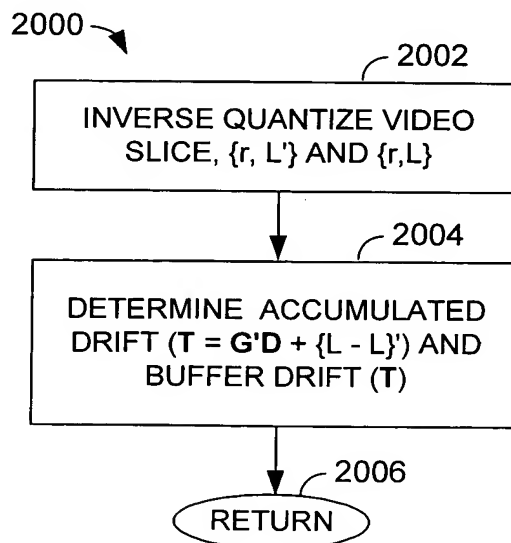 2000
2002
INVERSE QUANTIZE VIDEO
SLICE, {r, L'} AND {r,L}
2004
DETERMINE ACCUMULATED
DRIFT (T = G'D + {L - L}') AND
BUFFER DRIFT (T)
2006
RETURN